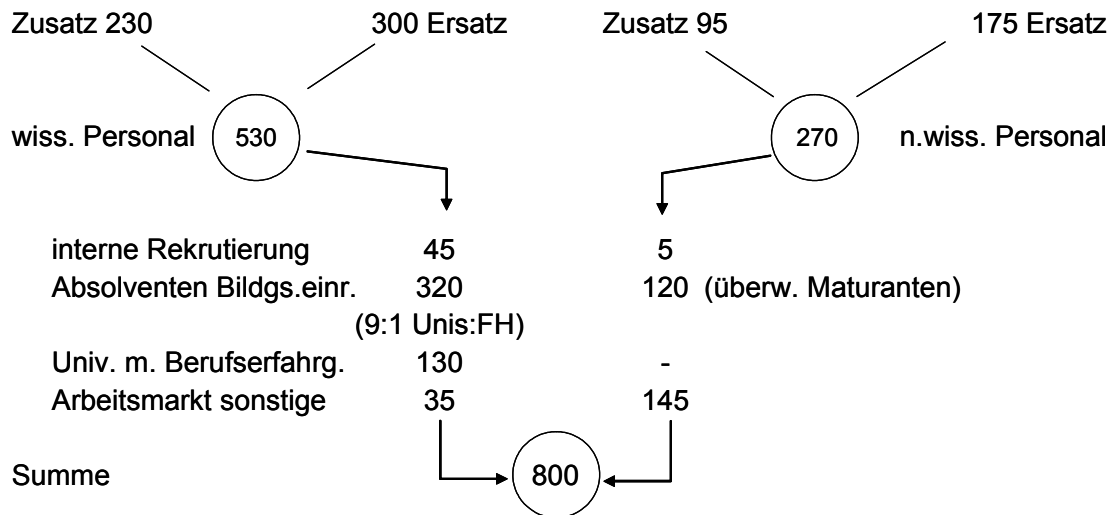 Zusatz 230 300 Ersatz Zusatz 95 175 Ersatz
wiss. Personal 530 270 n.wiss. Personal
interne Rekrutierung 45 5
Absolventen Bildgs.einr. 320 120 (überw. Maturanten)
(9:1 Unis:FH)
Univ. m. Berufserfahrg. 130 -
Arbeitsmarkt sonstige 35 145
Summe 800